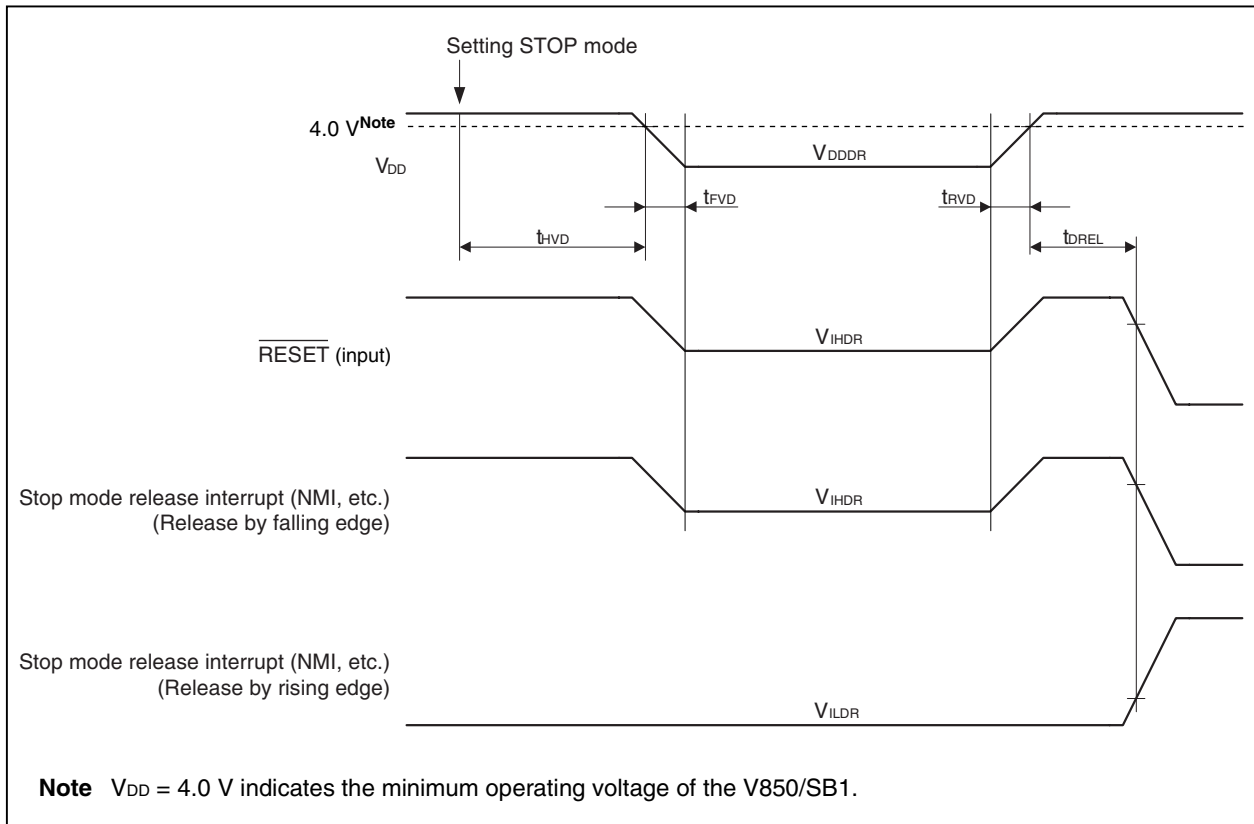 Setting STOP mode
4.0 VNote
VDD
VDDDR
tFVD
tRVD
tHVD
tDREL
RESET (input)
VIHDR
Stop mode release interrupt (NMI, etc.)
(Release by falling edge)
VIHDR
Stop mode release interrupt (NMI, etc.)
(Release by rising edge)
VILDR
Note VDD = 4.0 V indicates the minimum operating voltage of the V850/SB1.